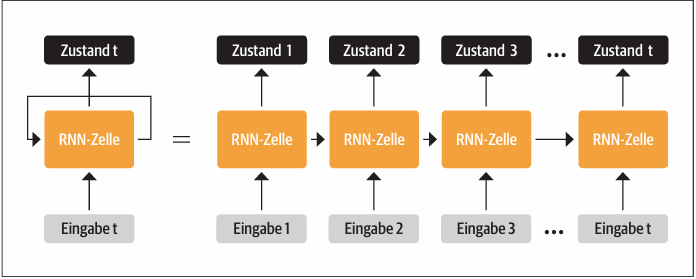 Zustand t
Zustand 1
Zustand 2
Zustand 3
...
Zustand t
RNN-Zelle
=
RNN-Zelle
RNN-Zelle
RNN-Zelle
RNN-Zelle
Eingabe t
Eingabe 1
Eingabe 2
Eingabe 3
...
Eingabe t